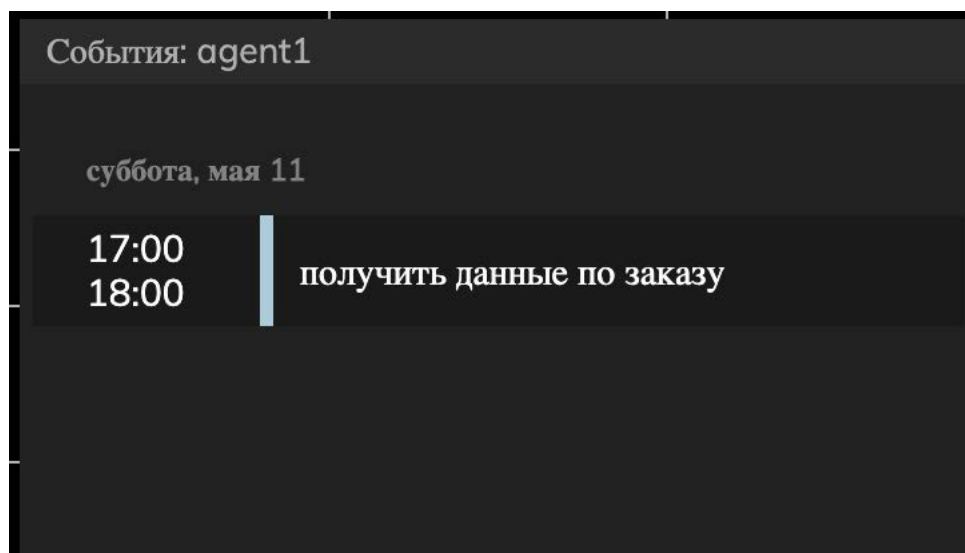 События: agent1
суббота, мая 11
17:00
18:00
получить данные по заказу